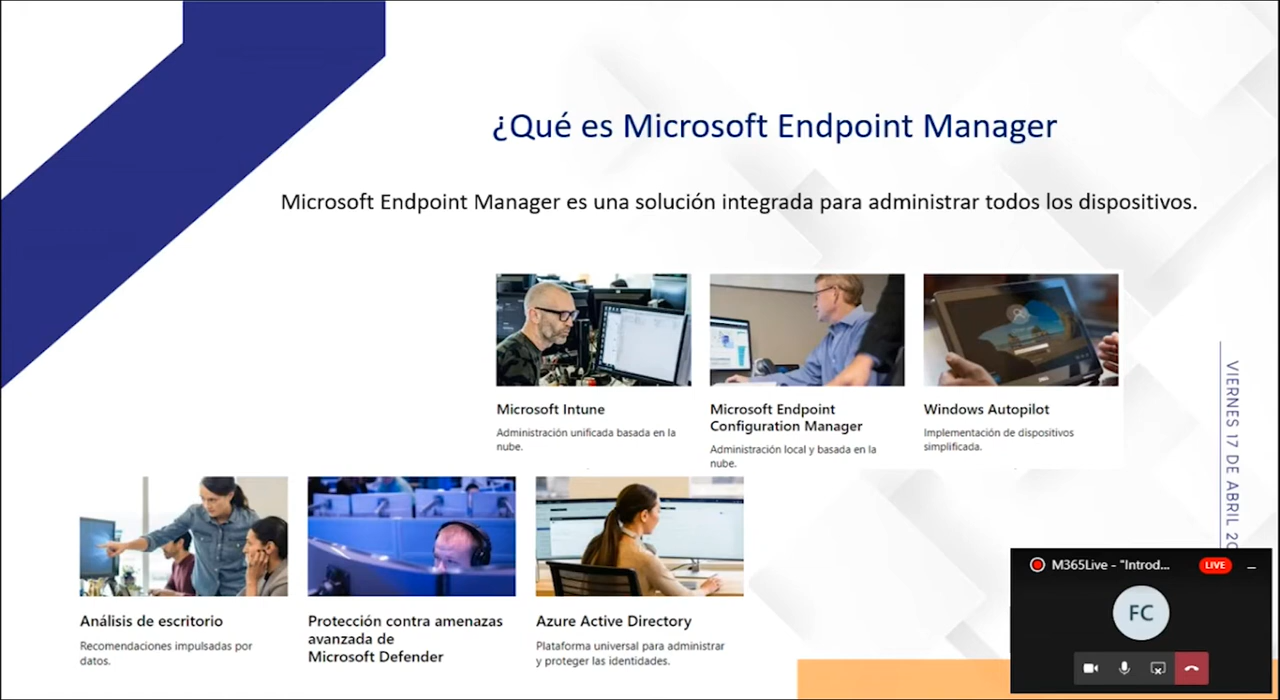 ¿Qué es Microsoft Endpoint Manager
Microsoft Endpoint Manager es una solución integrada para administrar todos los dispositivos.
Microsoft Intune
Administración unificada basada en la
nube.
Microsoft Endpoint
Configuration Manager
Administración local y basada en la
nube.
Windows Autopilot
Implementación de dispositivos
simplificada.
Análisis de escritorio
Recomendaciones impulsadas por
datos.
Protección contra amenazas
avanzada de
Microsoft Defender
Azure Active Directory
Plataforma universal para administrar
y proteger las identidades.
VIERNES 17 DE ABRIL 20
M365Live - "Introd...
LIVE
FC